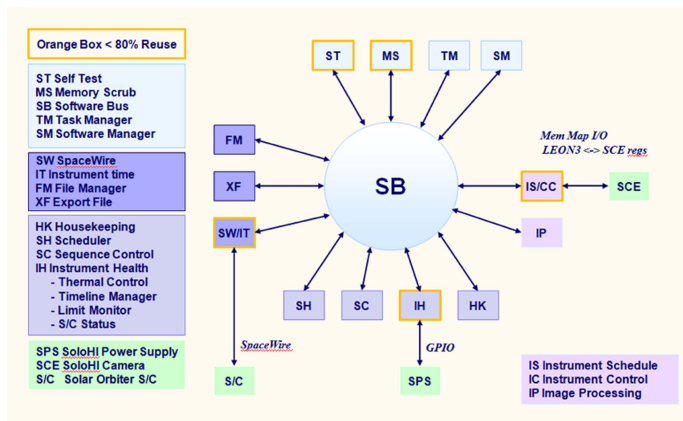 Orange Box < 80% Reuse
ST Self Test
MS Memory Scrub
SB Software Bus
TM Task Manager
SM Software Manager
SW SpaceWire
IT Instrument time
FM File Manager
XF Export File
HK Housekeeping
SH Scheduler
SC Sequence Control
IH Instrument Health
- Thermal Control
- Timeline Manager
- Limit Monitor
- S/C Status
SPS SoloHI Power Supply
SCE SoloHI Camera
S/C Solar Orbiter S/C
ST
MS
TM
SM
FM
XF
SW/IT
SB
Mem Map I/O
LEON3 <-> SCE regs
IS/CC
SCE
IP
SH
SC
IH
HK
SpaceWire
GPIO
S/C
SPS
IS Instrument Schedule
IC Instrument Control
IP Image Processing